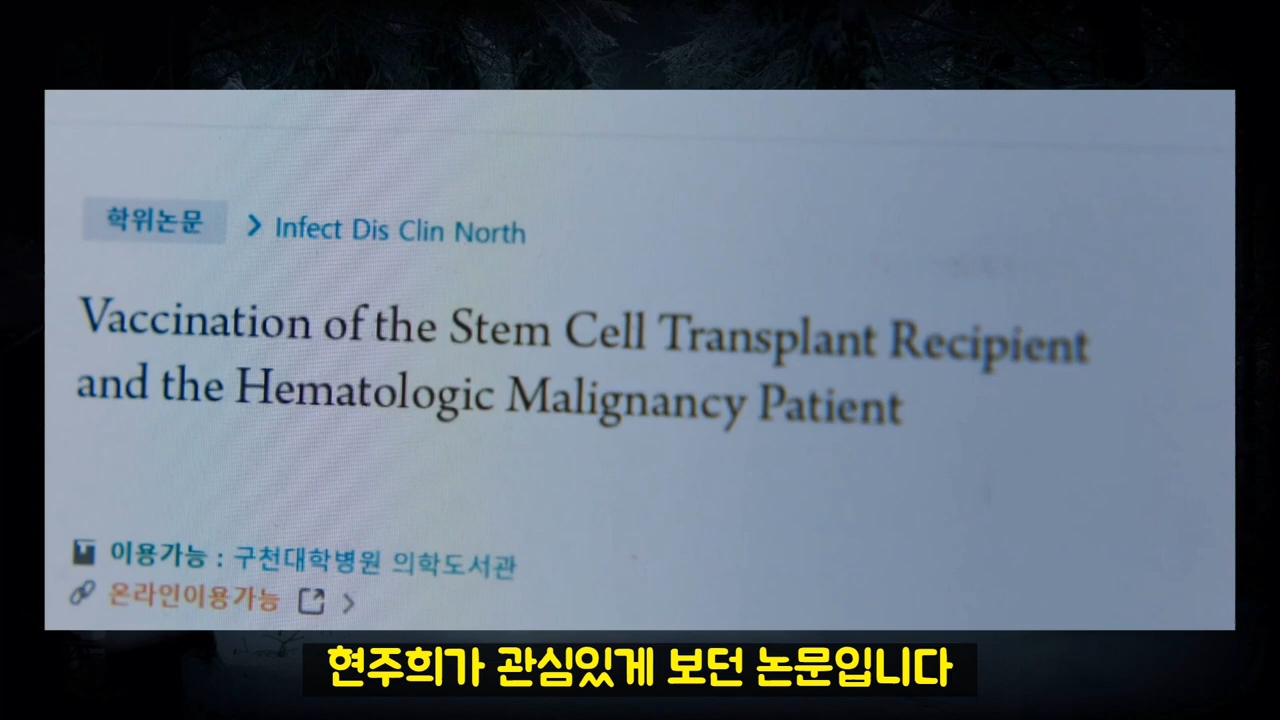 학위논문 > Infect Dis Clin North
Vaccination of the Stem Cell Transplant Recipient
and the Hematologic Malignancy Patient
이용가능 : 구천대학병원 의학도서관
온라인이용가능 >
현주희가 관심있게 보던 논문입니다